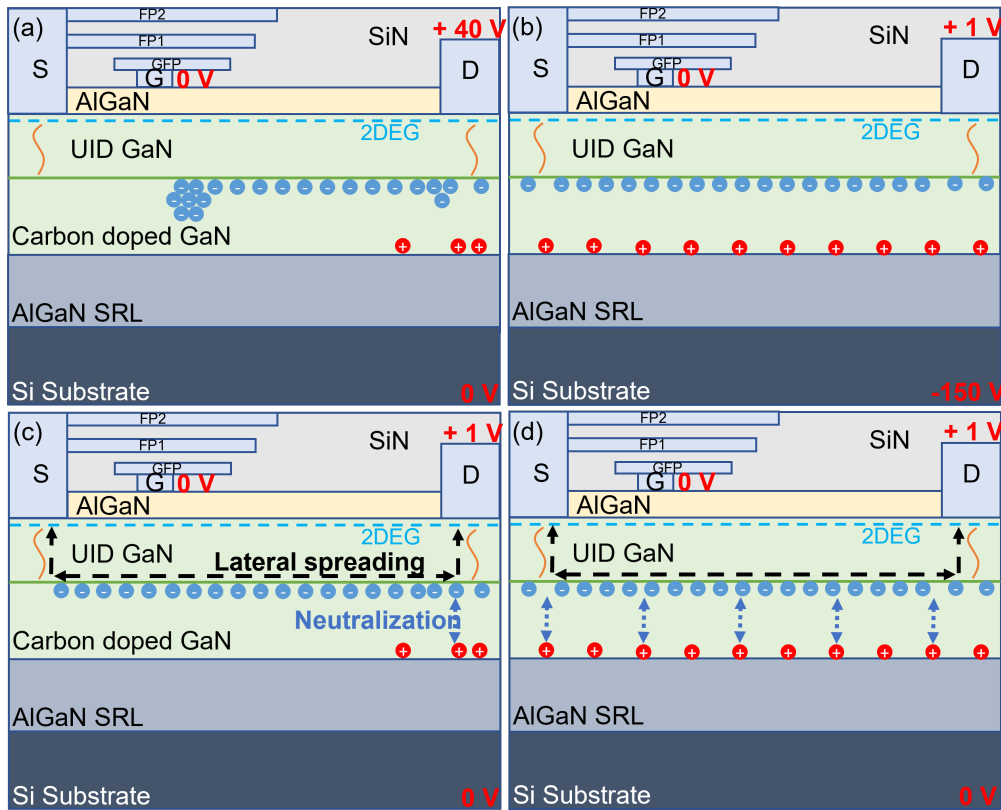 (a)
FP2
+ 40 V
FP1
SiN
S
GFP
D
G 0 V
AlGaN
2DEG
UID GaN
Carbon doped GaN
AlGaN SRL
Si Substrate
0 V
(b)
FP2
+ 1 V
FP1
SiN
S
GFP
D
G 0 V
AlGaN
2DEG
UID GaN
AlGaN SRL
Si Substrate
-150 V
(c)
FP2
+ 1 V
FP1
SiN
S
GFP
D
G 0 V
AlGaN
2DEG
UID GaN
Lateral spreading
Neutralization
Carbon doped GaN
AlGaN SRL
Si Substrate
0 V
(d)
FP2
+ 1 V
FP1
SiN
S
GFP
D
G 0 V
AlGaN
2DEG
UID GaN
AlGaN SRL
Si Substrate
0 V